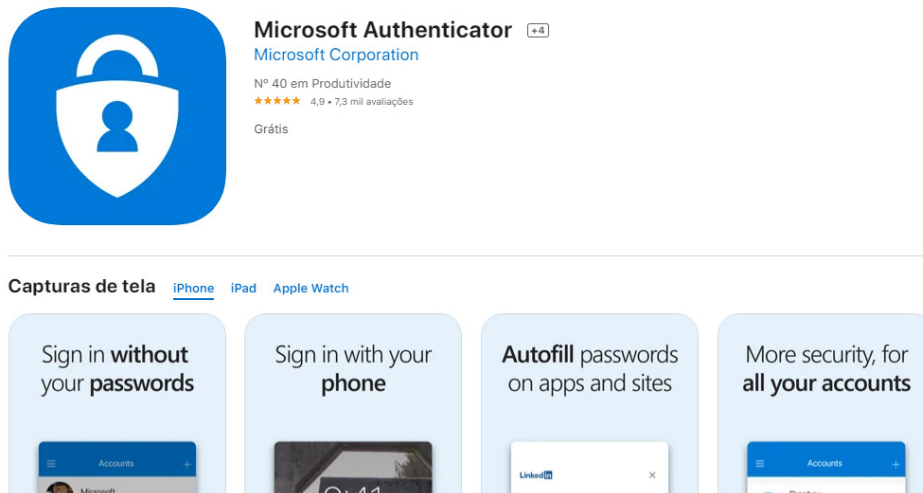 Microsoft Authenticator +4
Microsoft Corporation
Nº 40 em Produtividade
★★★★★ 4,9 • 7,3 mil avaliações
Grátis
Capturas de tela iPhone iPad Apple Watch
Sign in without
your passwords
Sign in with your
phone
Autofill passwords
on apps and sites
More security, for
all your accounts
Accounts
Microsoft
LinkedIn
Accounts